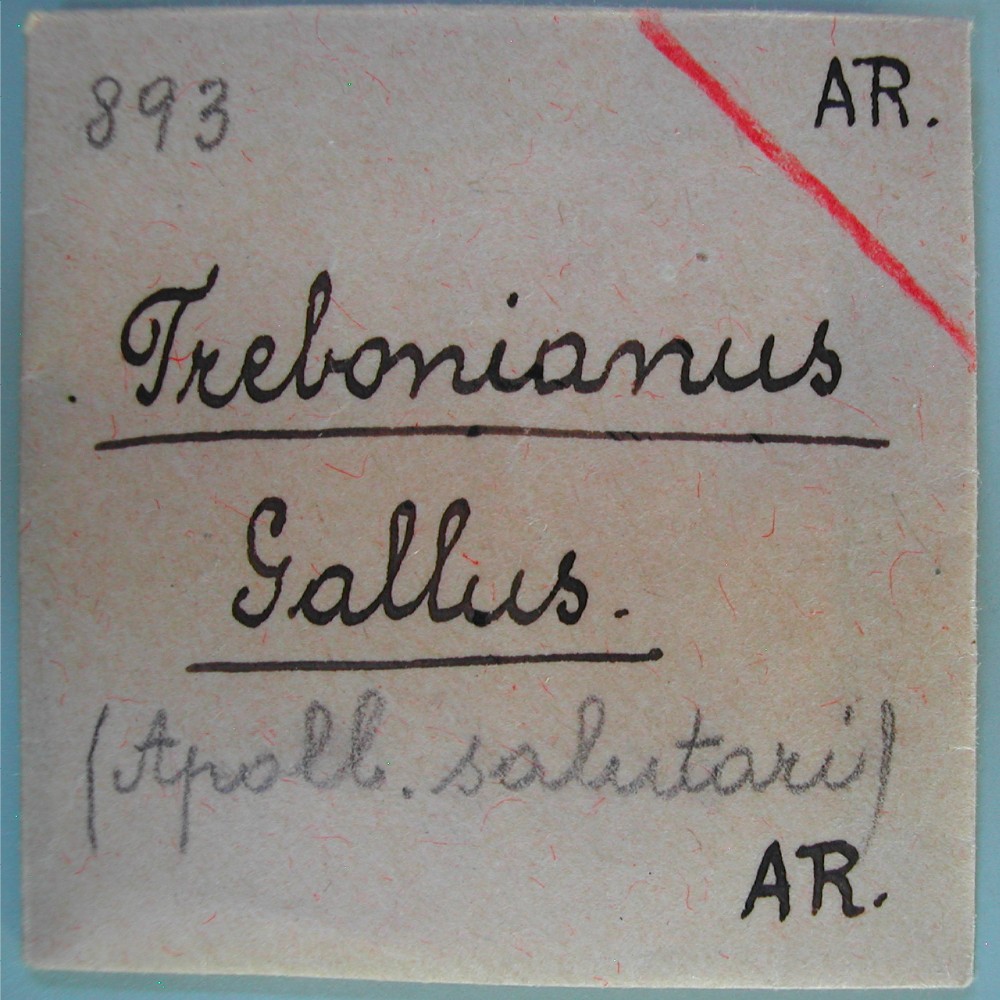 893 AR.
Trebonianus
Gallus.
(Apoll. salutari)
AR.